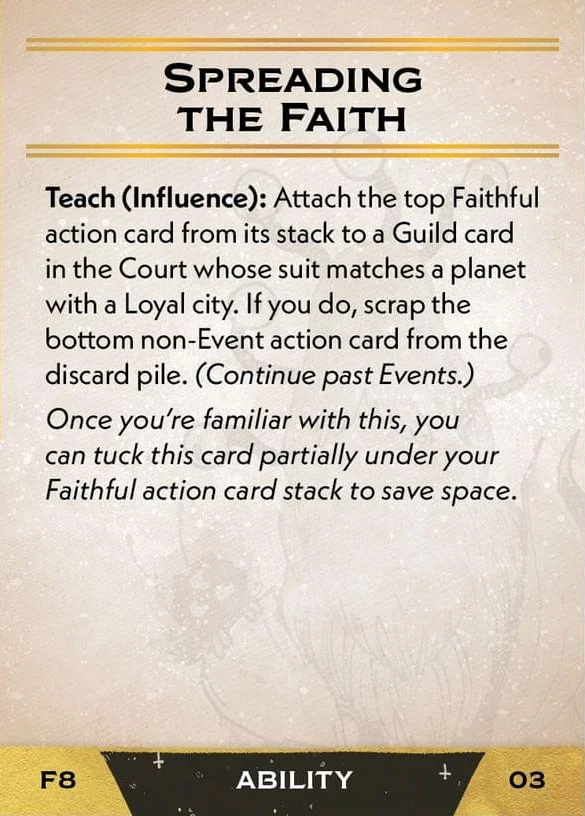 SPREADING
THE FAITH
Teach (Influence): Attach the top Faithful
action card from its stack to a Guild card
in the Court whose suit matches a planet
with a Loyal city. If you do, scrap the
bottom non-Event action card from the
discard pile. (Continue past Events.)
Once you’re familiar with this, you
can tuck this card partially under your
Faithful action card stack to save space.
F8 ABILITY 03